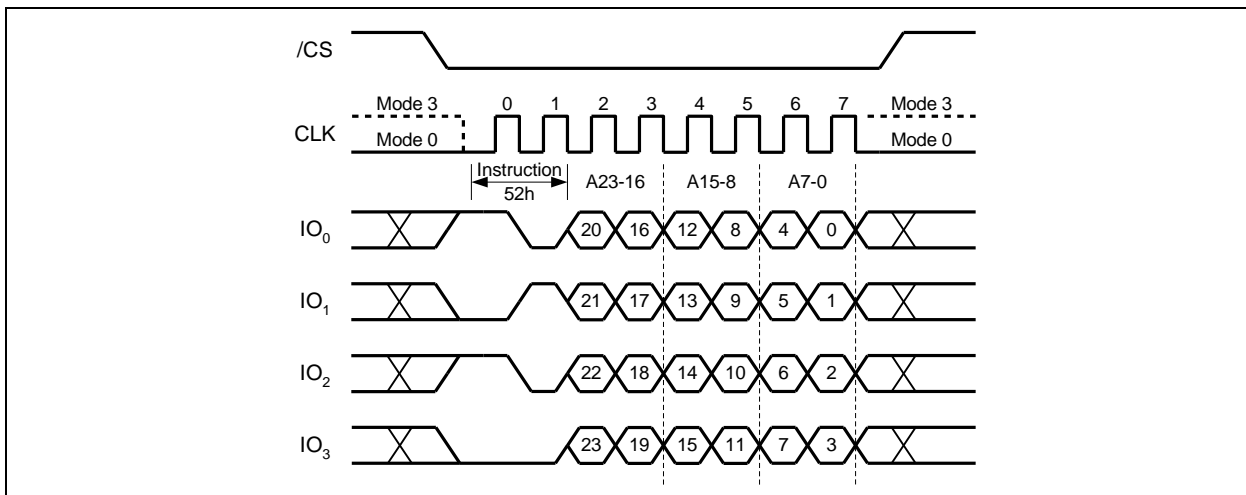 /CS
Mode 3 0 1 2 3 4 5 6 7 Mode 3
CLK
Mode 0 Mode 0
Instruction
52h A23-16 A15-8 A7-0
IO0 20 16 12 8 4 0
IO1 21 17 13 9 5 1
IO2 22 18 14 10 6 2
IO3 23 19 15 11 7 3